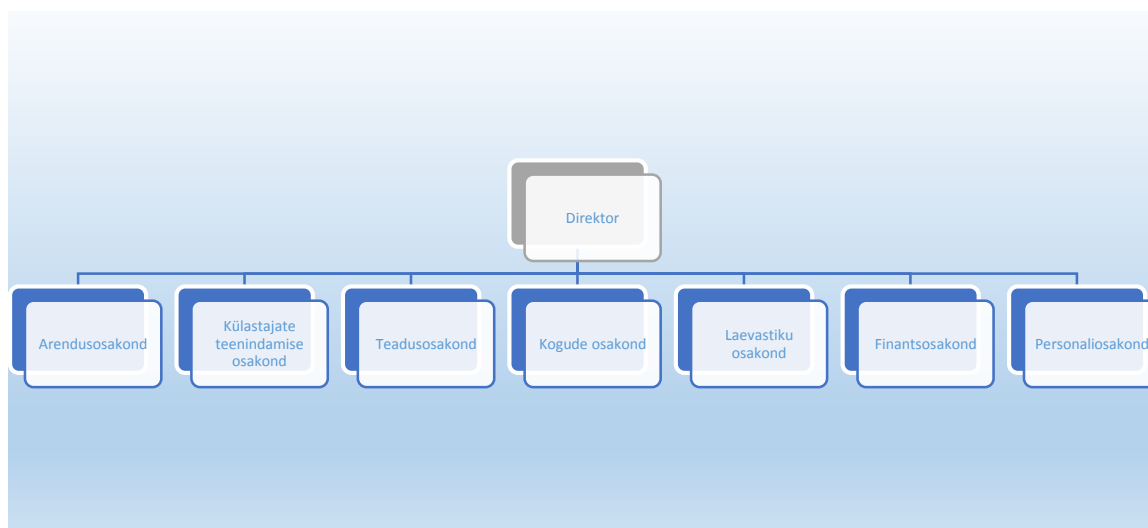 Direktor
Arendusosakond
Külastajate
teenindamise
osakond
Teadusosakond
Kogude osakond
Laevastiku
osakond
Finantsosakond
Personaliosakond